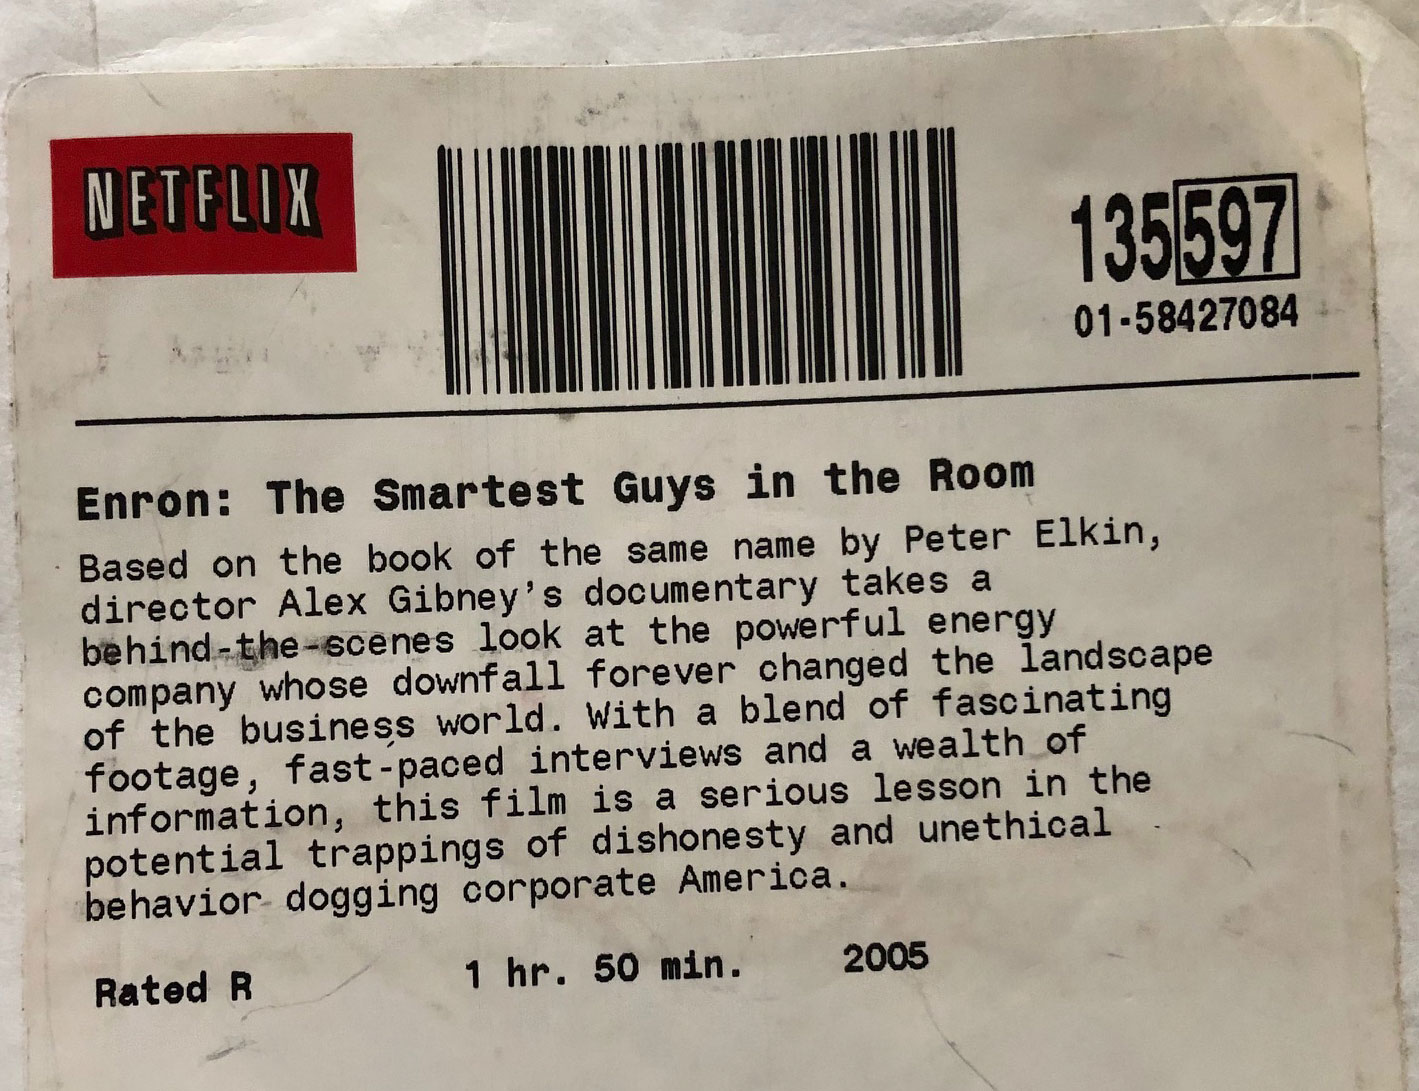 NETFLIX
135597
01-58427084
Enron: The Smartest Guys in the Room
Based on the book of the same name by Peter Elkin,
director Alex Gibney's documentary takes a
behind-the-scenes look at the powerful energy
company whose downfall forever changed the landscape
of the business world. With a blend of fascinating
footage, fast-paced interviews and a wealth of
information, this film is a serious lesson in the
potential trappings of dishonesty and unethical
behavior dogging corporate America.
Rated R 1 hr. 50 min. 2005